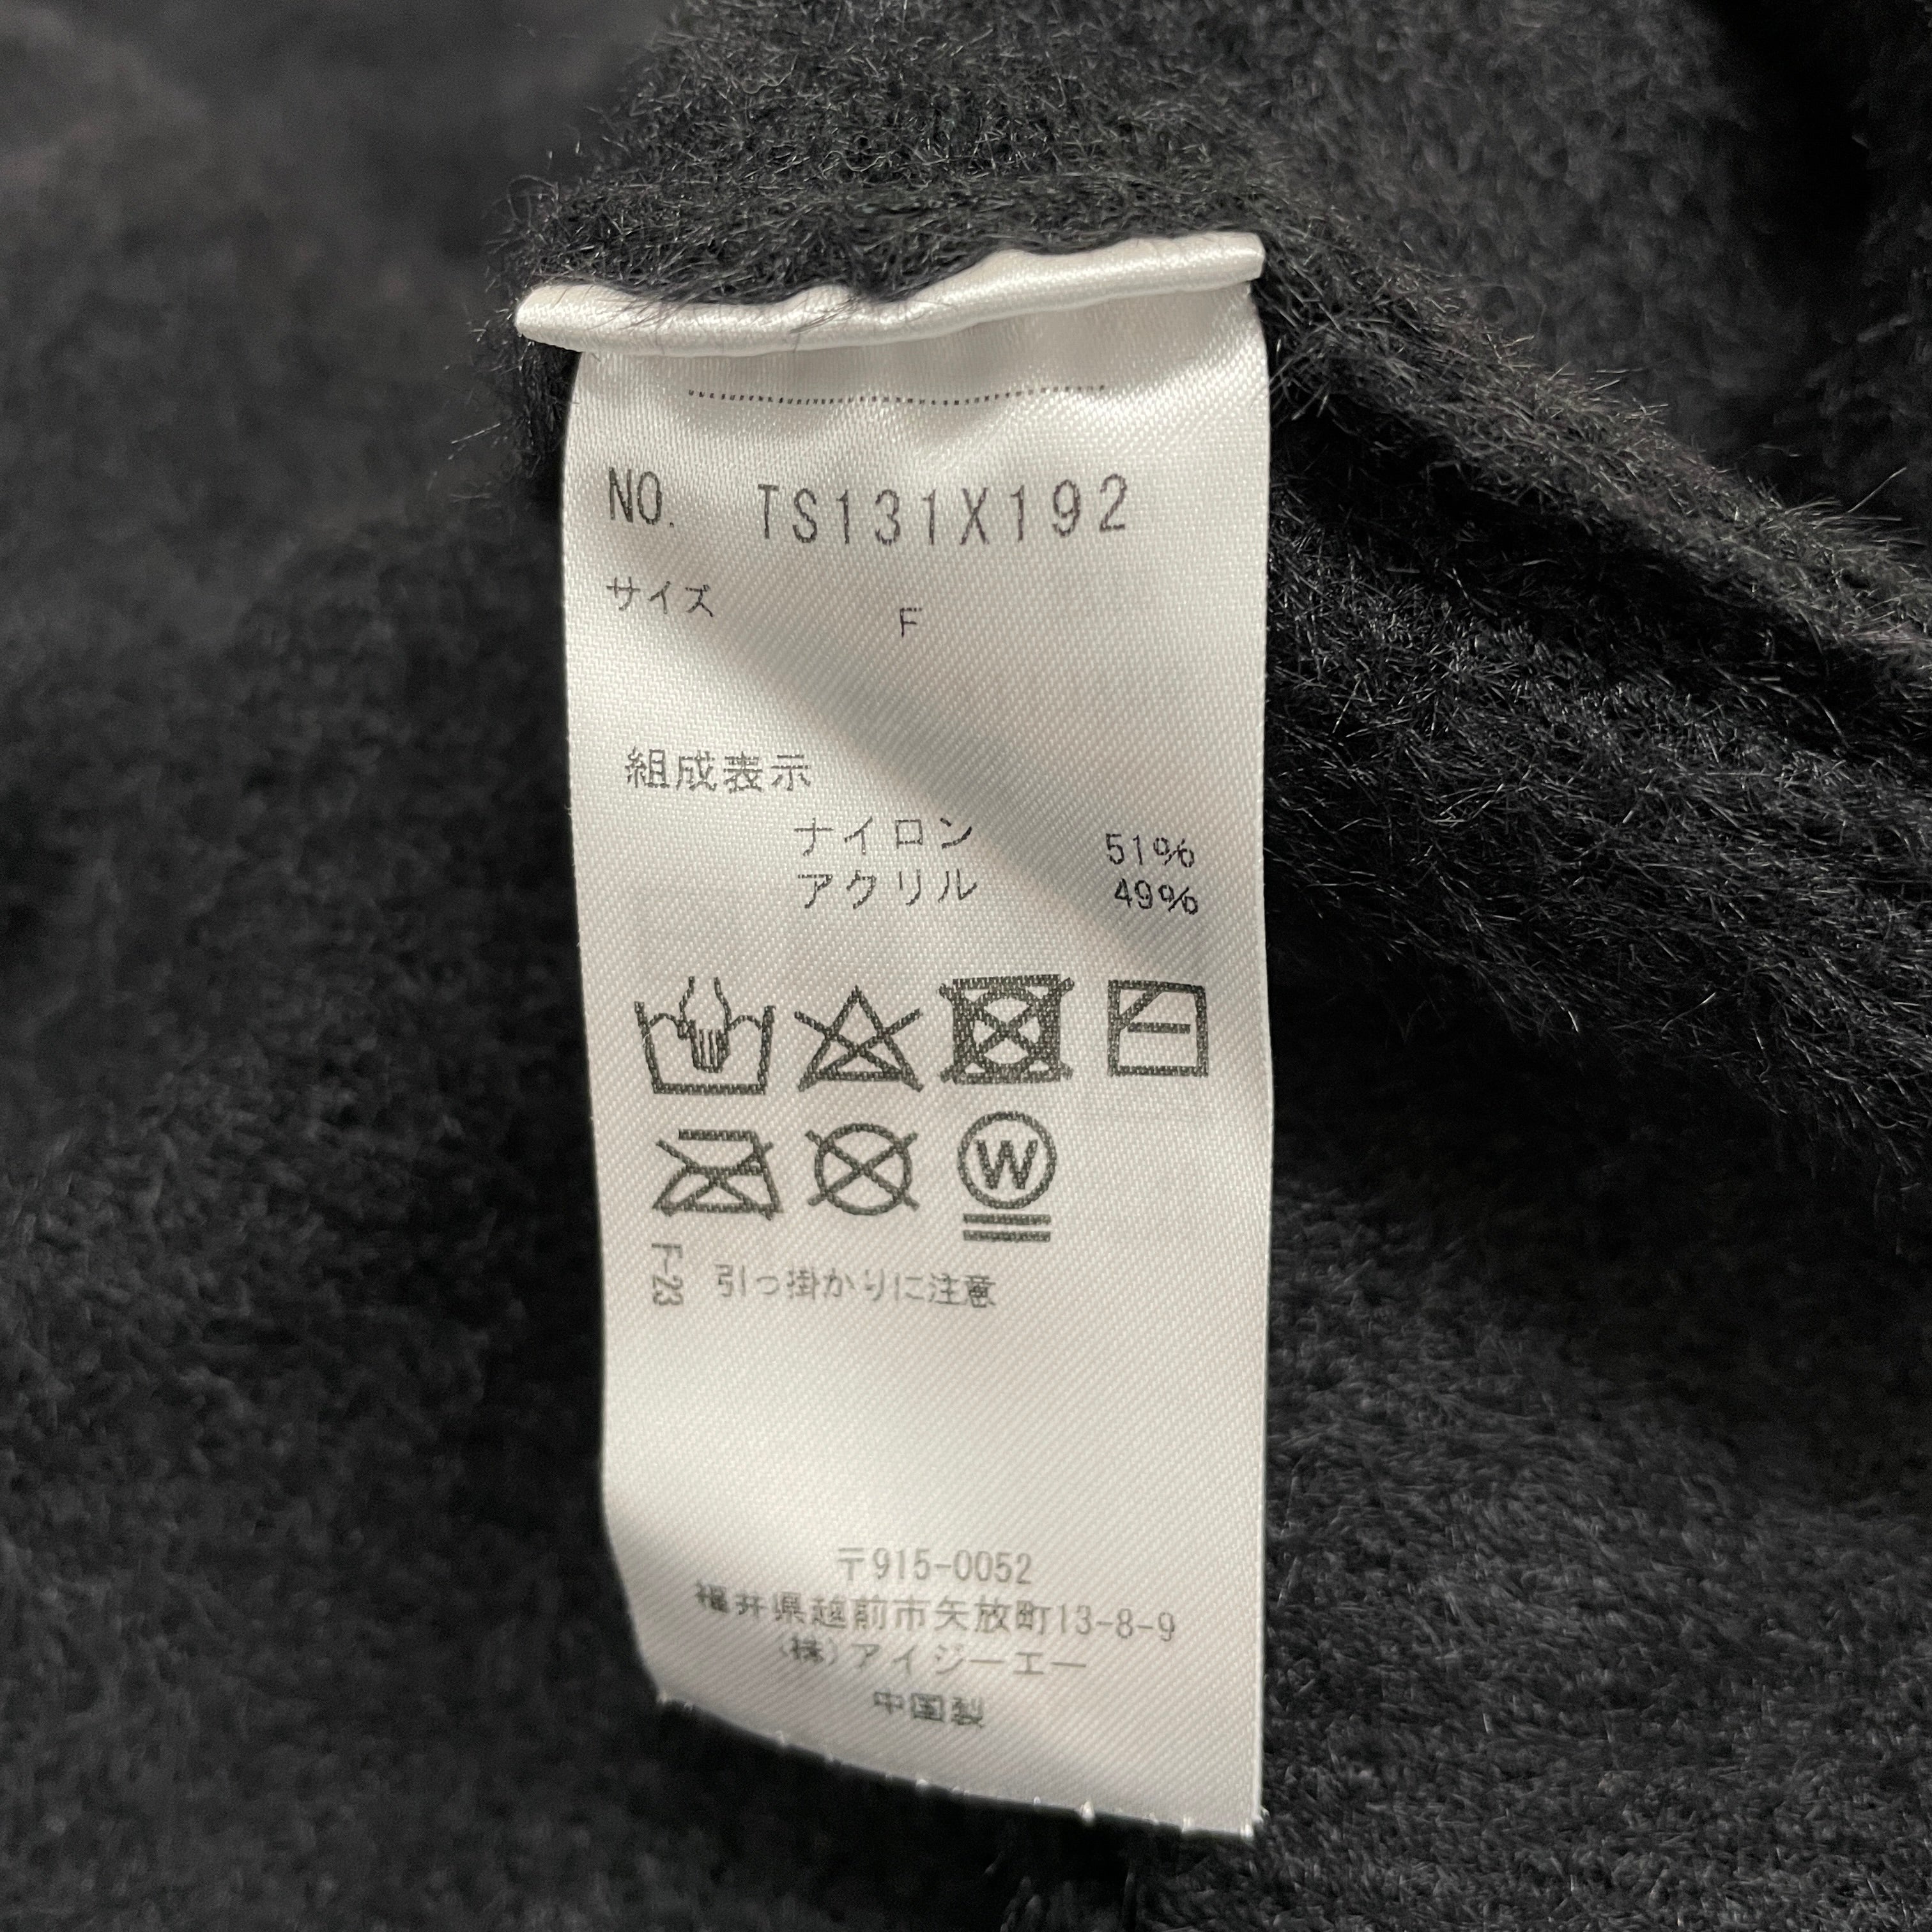 NO. TS131X192
サイズ F
組成表示
ナイロン 51%
アクリル 49%
W
F-23 引っ掛かりに注意
〒915-0052
福井県越前市矢放町13-8-9
(株)アイジーエー
中国製